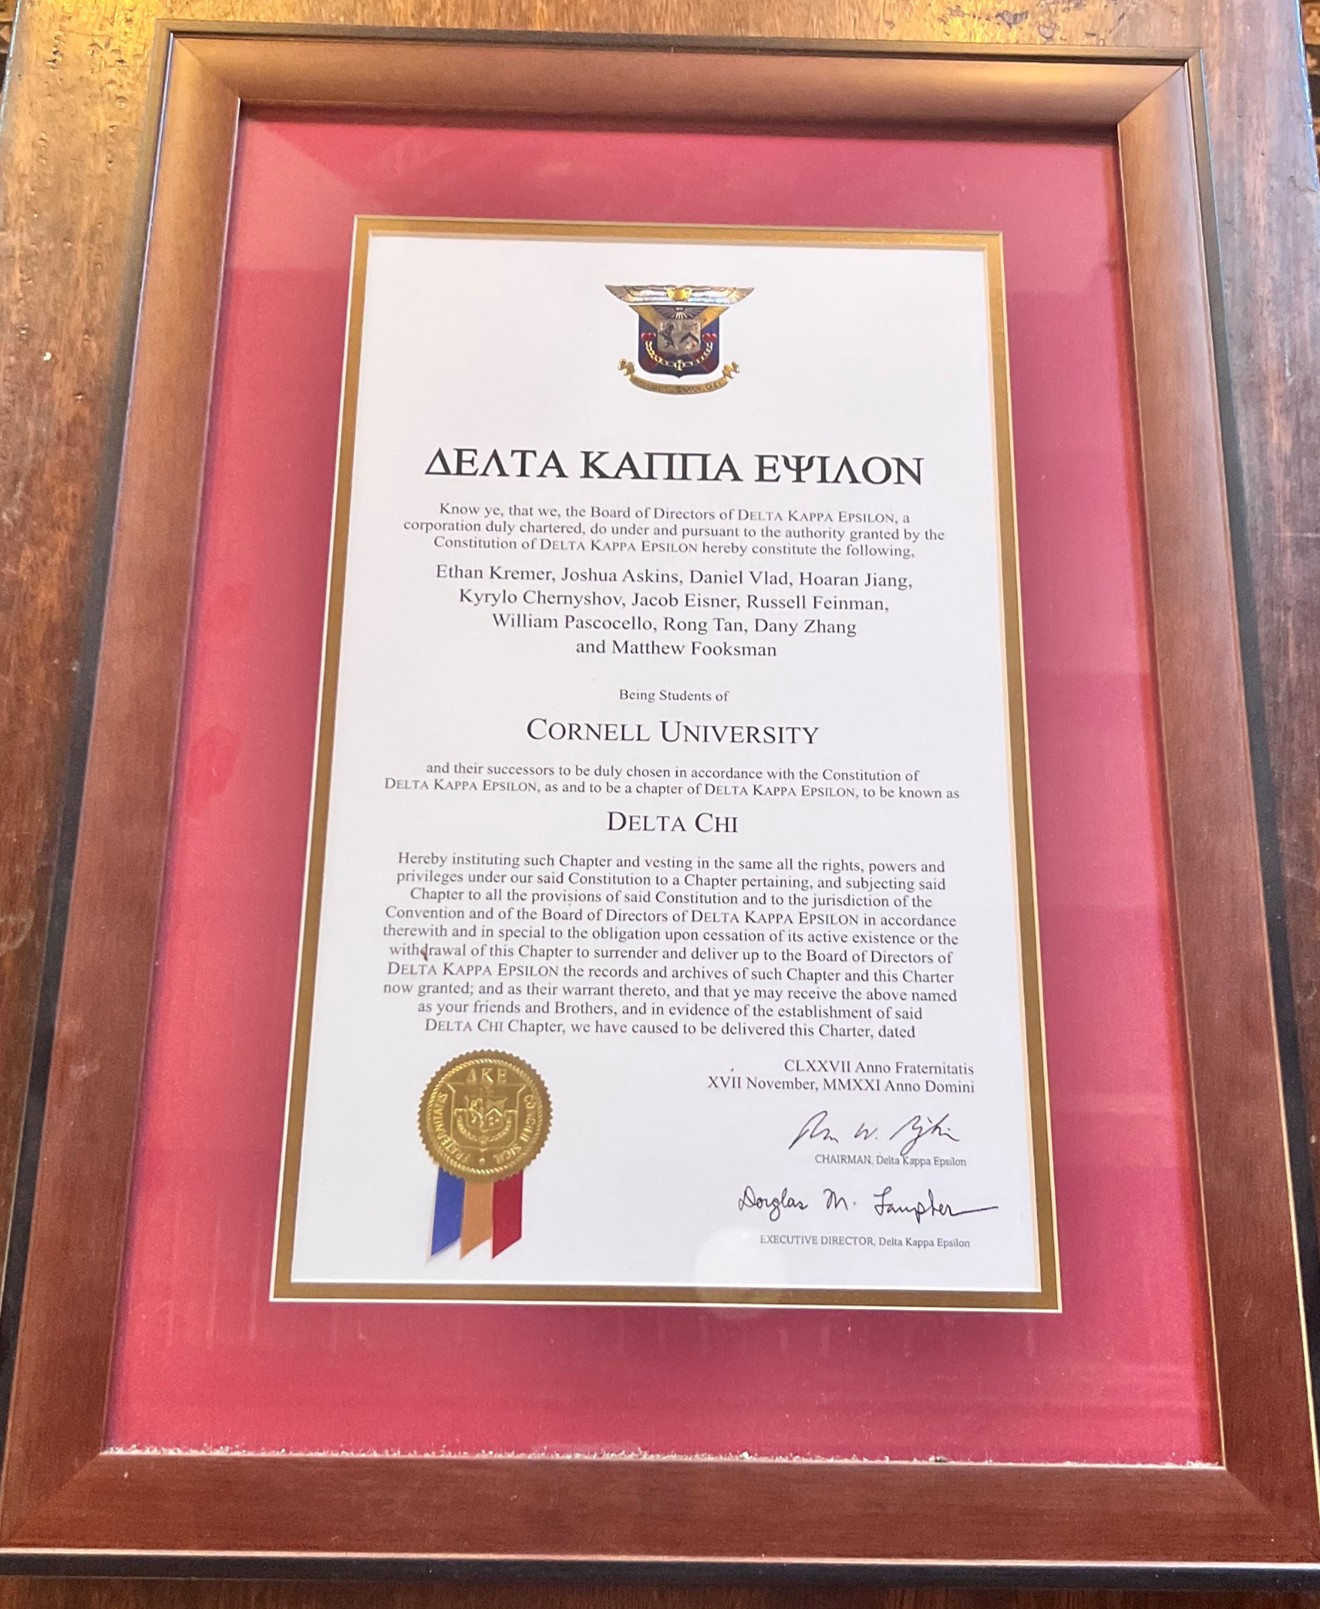 ΔΕΛΤΑ ΚΑΠΠΑ ΕΨΙΛΟΝ
Know ye, that we, the Board of Directors of DELTA KAPPA EPSILON, a
corporation duly chartered, do under and pursuant to the authority granted by the
Constitution of DELTA KAPPA EPSILON hereby constitute the following,
Ethan Kremer, Joshua Askins, Daniel Vlad, Hoaran Jiang,
Kyrylo Chernyshov, Jacob Eisner, Russell Feinman,
William Pascocello, Rong Tan, Dany Zhang
and Matthew Fooksman
Being Students of
CORNELL UNIVERSITY
and their successors to be duly chosen in accordance with the Constitution of
DELTA KAPPA EPSILON, as and to be a chapter of DELTA KAPPA EPSILON, to be known as
DELTA CHI
Hereby instituting such Chapter and vesting in the same all the rights, powers and
privileges under our said Constitution to a Chapter pertaining, and subjecting said
Chapter to all the provisions of said Constitution and to the jurisdiction of the
Convention and of the Board of Directors of DELTA KAPPA EPSILON in accordance
therewith and in special to the obligation upon cessation of its active existence or the
withdrawal of this Chapter to surrender and deliver up to the Board of Directors of
DELTA KAPPA EPSILON the records and archives of such Chapter and this Charter
now granted; and as their warrant thereto, and that ye may receive the above named
as your friends and Brothers, and in evidence of the establishment of said
DELTA CHI Chapter, we have caused to be delivered this Charter, dated
CLXXVII Anno Fraternitatis
XVII November, MMXXI Anno Domini
CHAIRMAN, Delta Kappa Epsilon
Douglas M. Lanpher
EXECUTIVE DIRECTOR, Delta Kappa Epsilon
ΔKE
FRATERNITATIS
CONCILII SIGIL